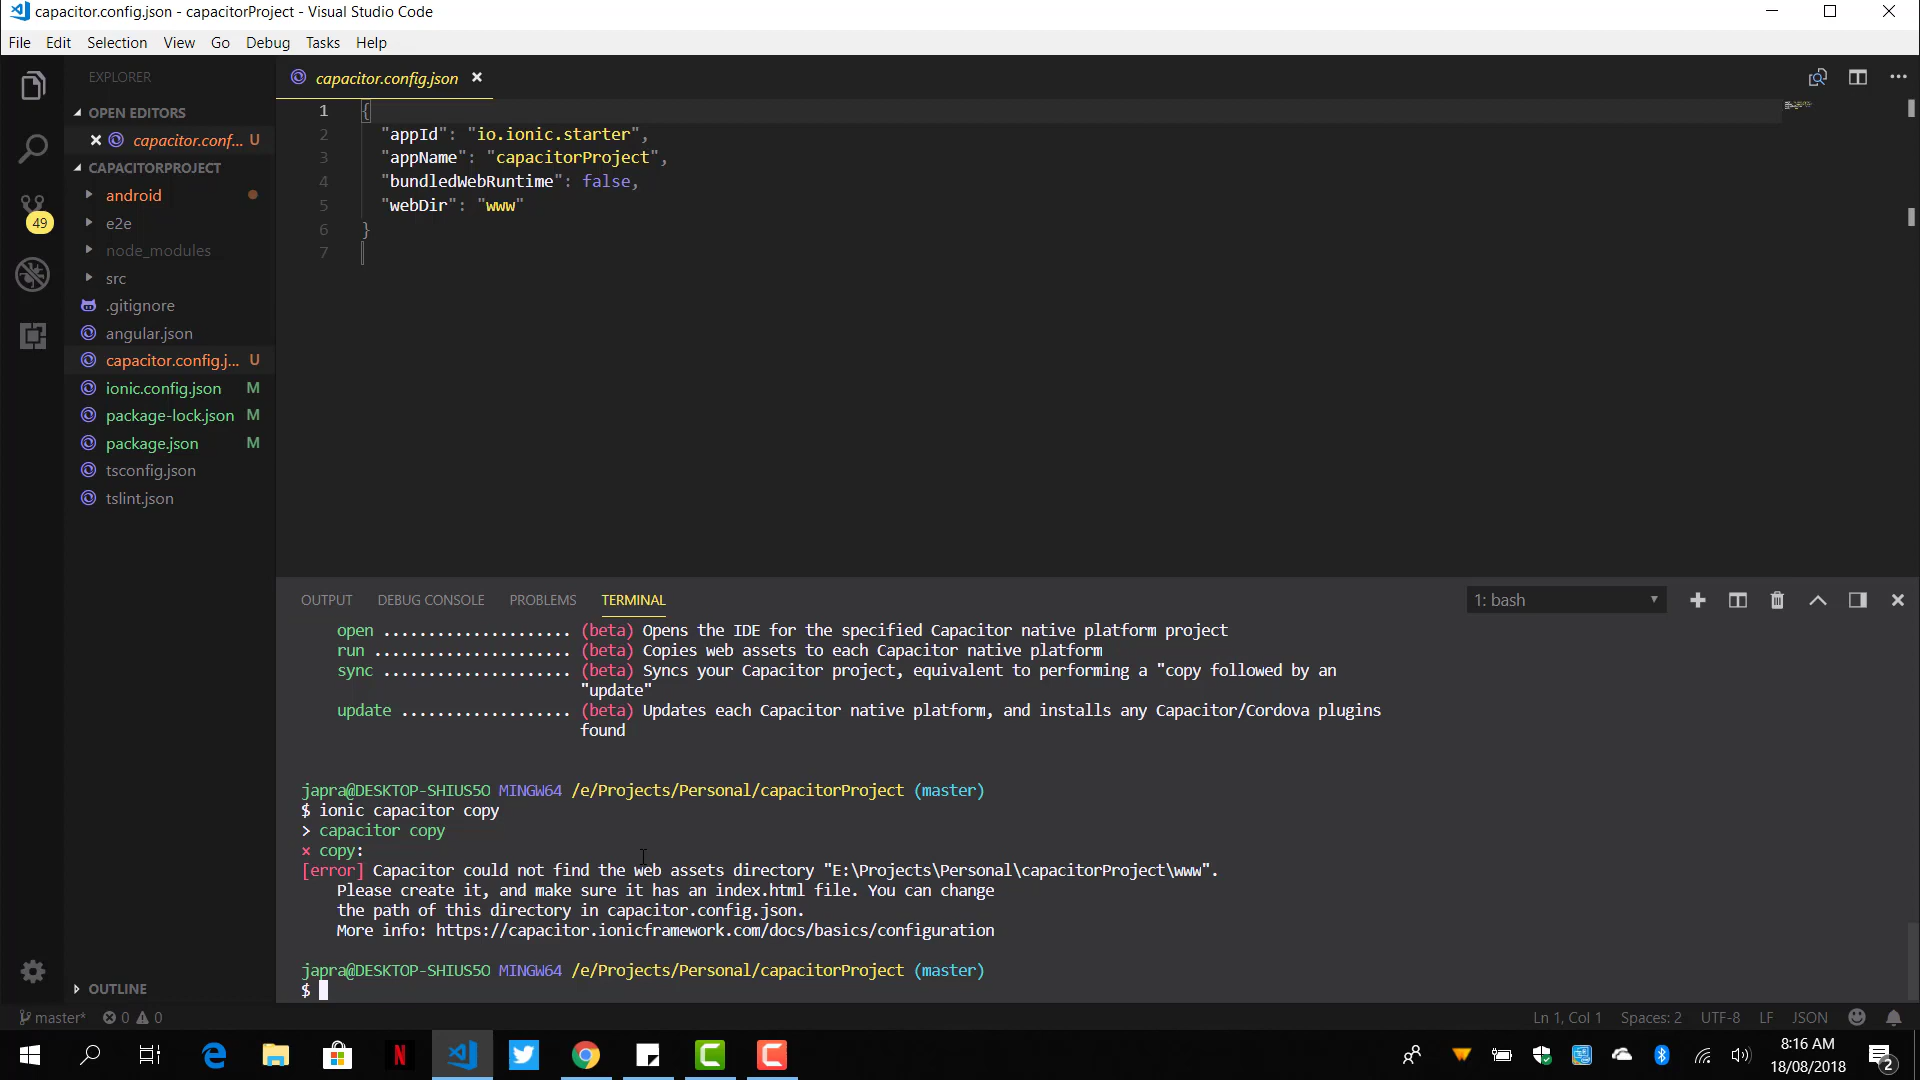 capacitor.config.json - capacitorProject - Visual Studio Code
File Edit Selection View Go Debug Tasks Help
EXPLORER
OPEN EDITORS
capacitor.conf... U
CAPACITORPROJECT
android
e2e
node_modules
src
.gitignore
angular.json
capacitor.config.j... U
ionic.config.json M
package-lock.json M
package.json M
tsconfig.json
tslint.json
OUTLINE
49
capacitor.config.json
1 {
2 "appId": "io.ionic.starter",
3 "appName": "capacitorProject",
4 "bundledWebRuntime": false,
5 "webDir": "www"
6 }
7
OUTPUT DEBUG CONSOLE PROBLEMS TERMINAL
1: bash
open ..................... (beta) Opens the IDE for the specified Capacitor native platform project
run ...................... (beta) Copies web assets to each Capacitor native platform
sync ..................... (beta) Syncs your Capacitor project, equivalent to performing a "copy followed by an
"update"
update ................... (beta) Updates each Capacitor native platform, and installs any Capacitor/Cordova plugins
found
japra@DESKTOP-SHIUS5O MINGW64 /e/Projects/Personal/capacitorProject (master)
$ ionic capacitor copy
> capacitor copy
× copy:
[error] Capacitor could not find the web assets directory "E:\Projects\Personal\capacitorProject\www".
Please create it, and make sure it has an index.html file. You can change
the path of this directory in capacitor.config.json.
More info: https://capacitor.ionicframework.com/docs/basics/configuration
japra@DESKTOP-SHIUS5O MINGW64 /e/Projects/Personal/capacitorProject (master)
$
master* 0 0
Ln 1, Col 1 Spaces: 2 UTF-8 LF JSON
8:16 AM
18/08/2018
2